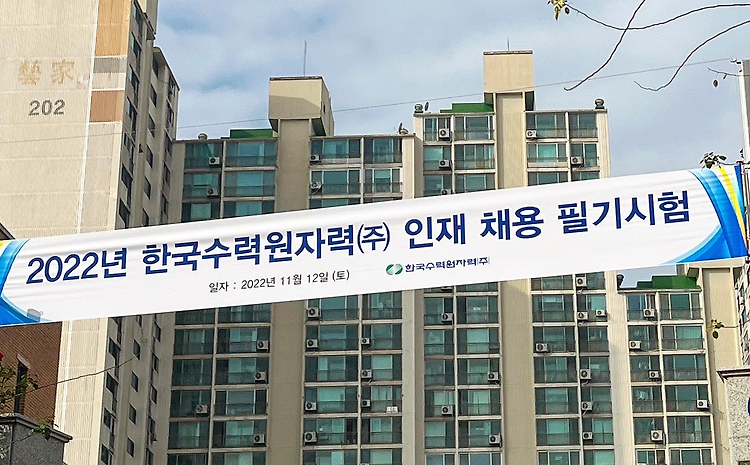 藝家
202
2022년 한국수력원자력㈜ 인재 채용 필기시험
일자 : 2022년 11월 12일 (토)
한국수력원자력㈜